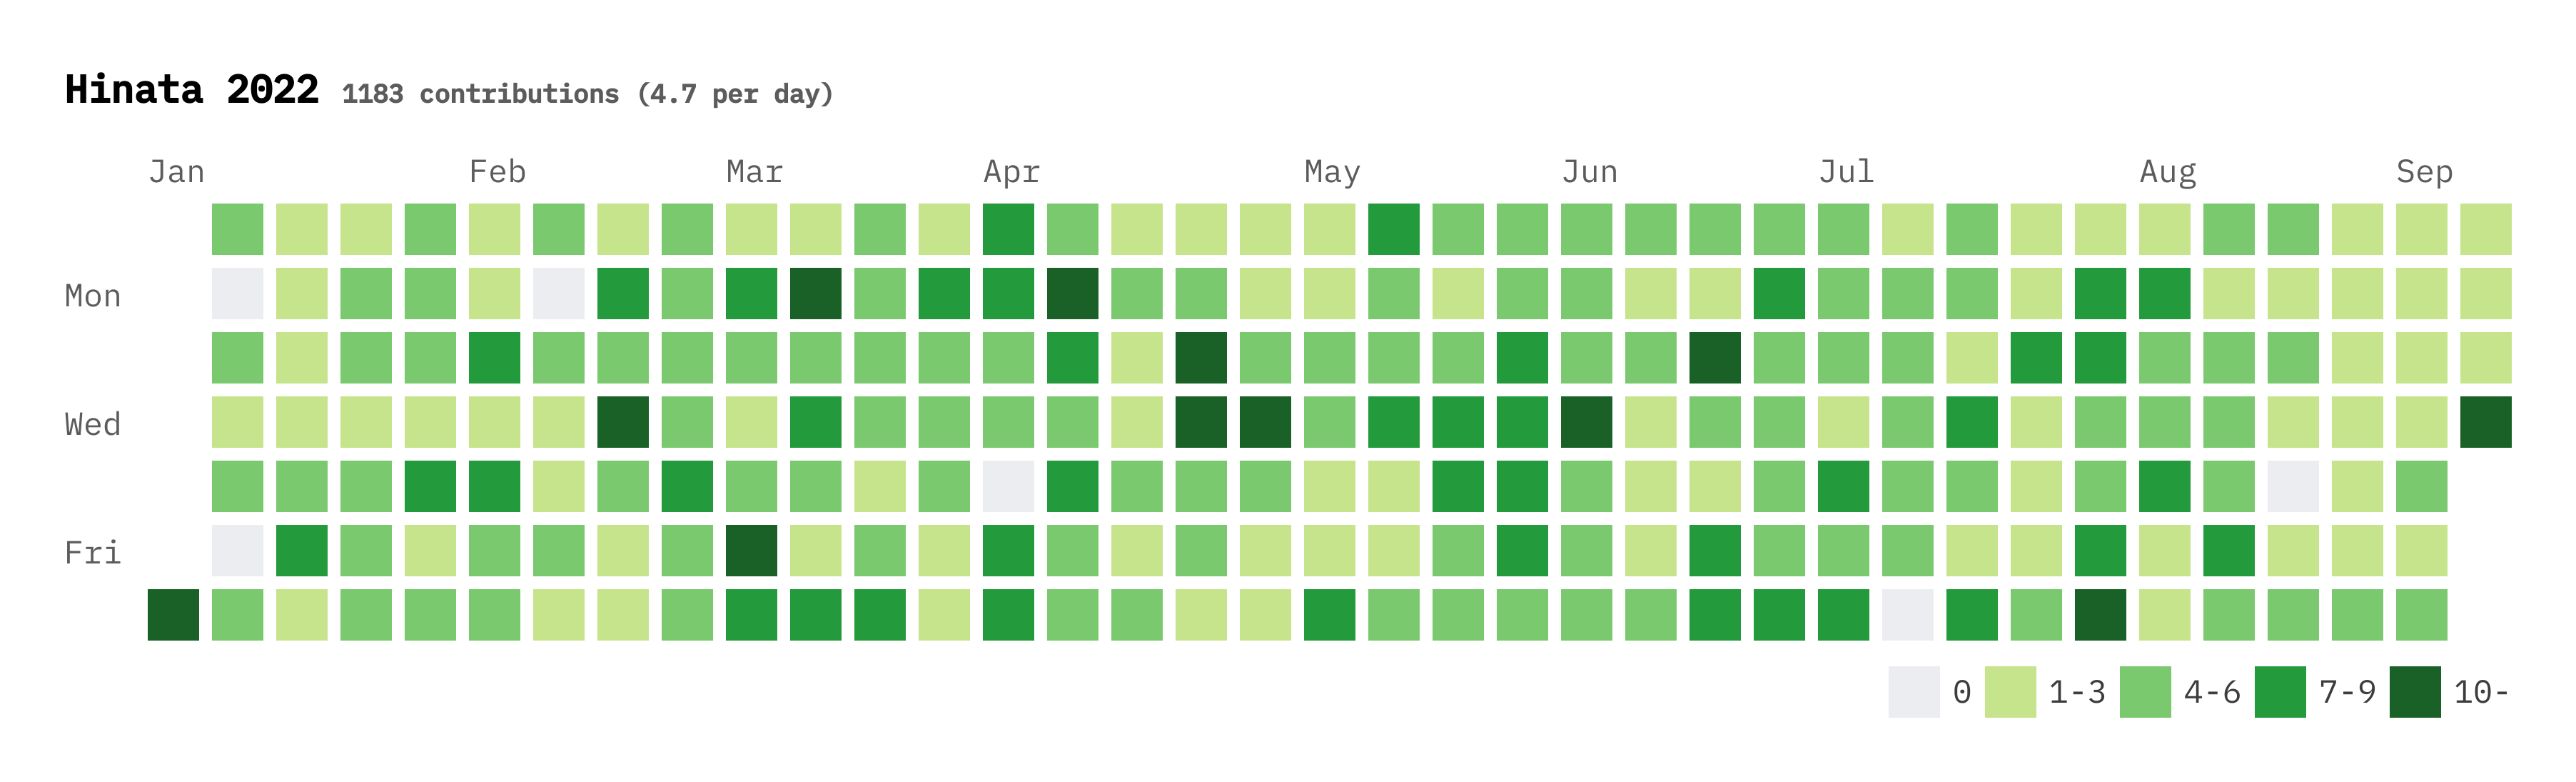 Hinata 2022 1183 contributions (4.7 per day)
Jan Feb Mar Apr May Jun Jul Aug Sep
Mon
Wed
Fri
0 1-3 4-6 7-9 10-